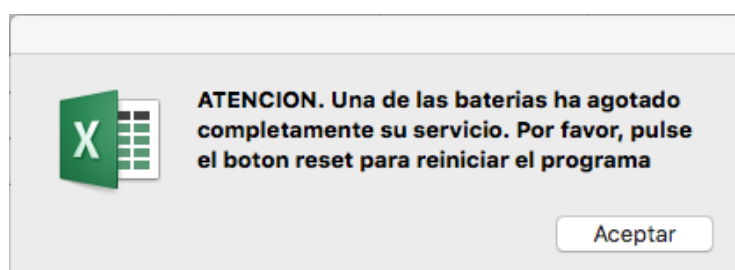 ATENCION. Una de las baterias ha agotado
completamente su servicio. Por favor, pulse
el boton reset para reiniciar el programa
Aceptar